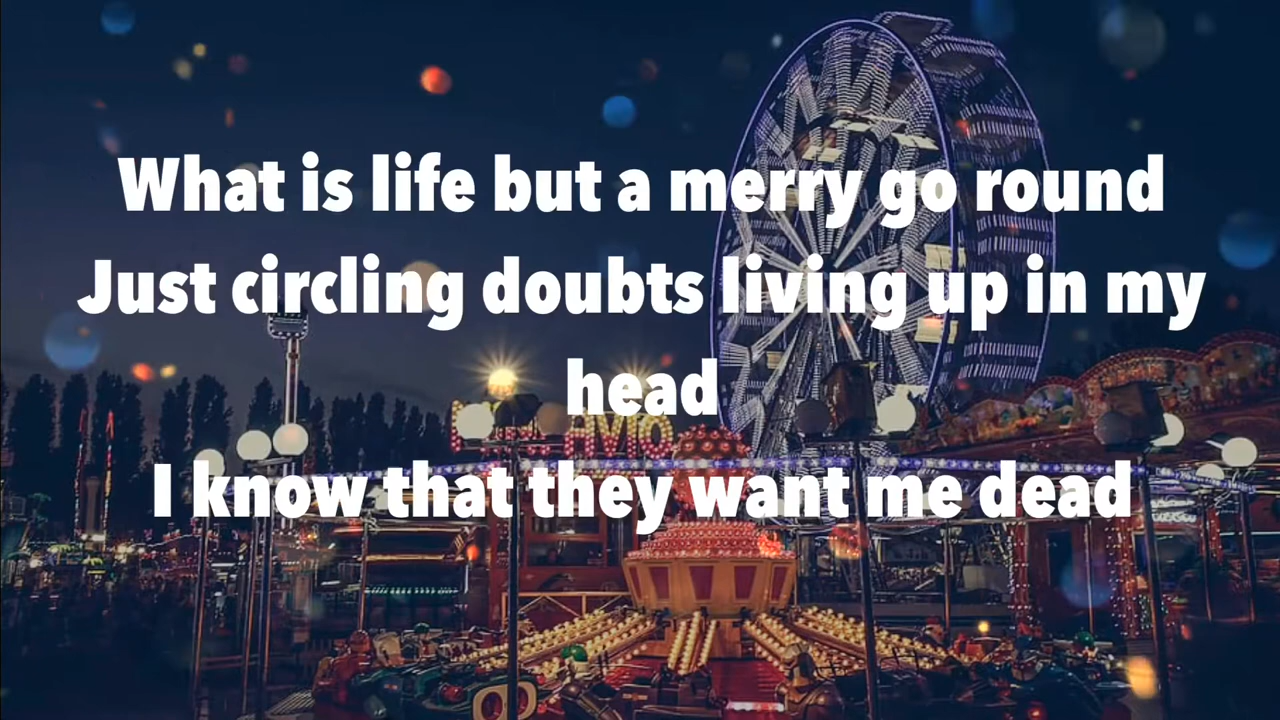 What is life but a merry go round
Just circling doubts living up in my
head
I know that they want me dead